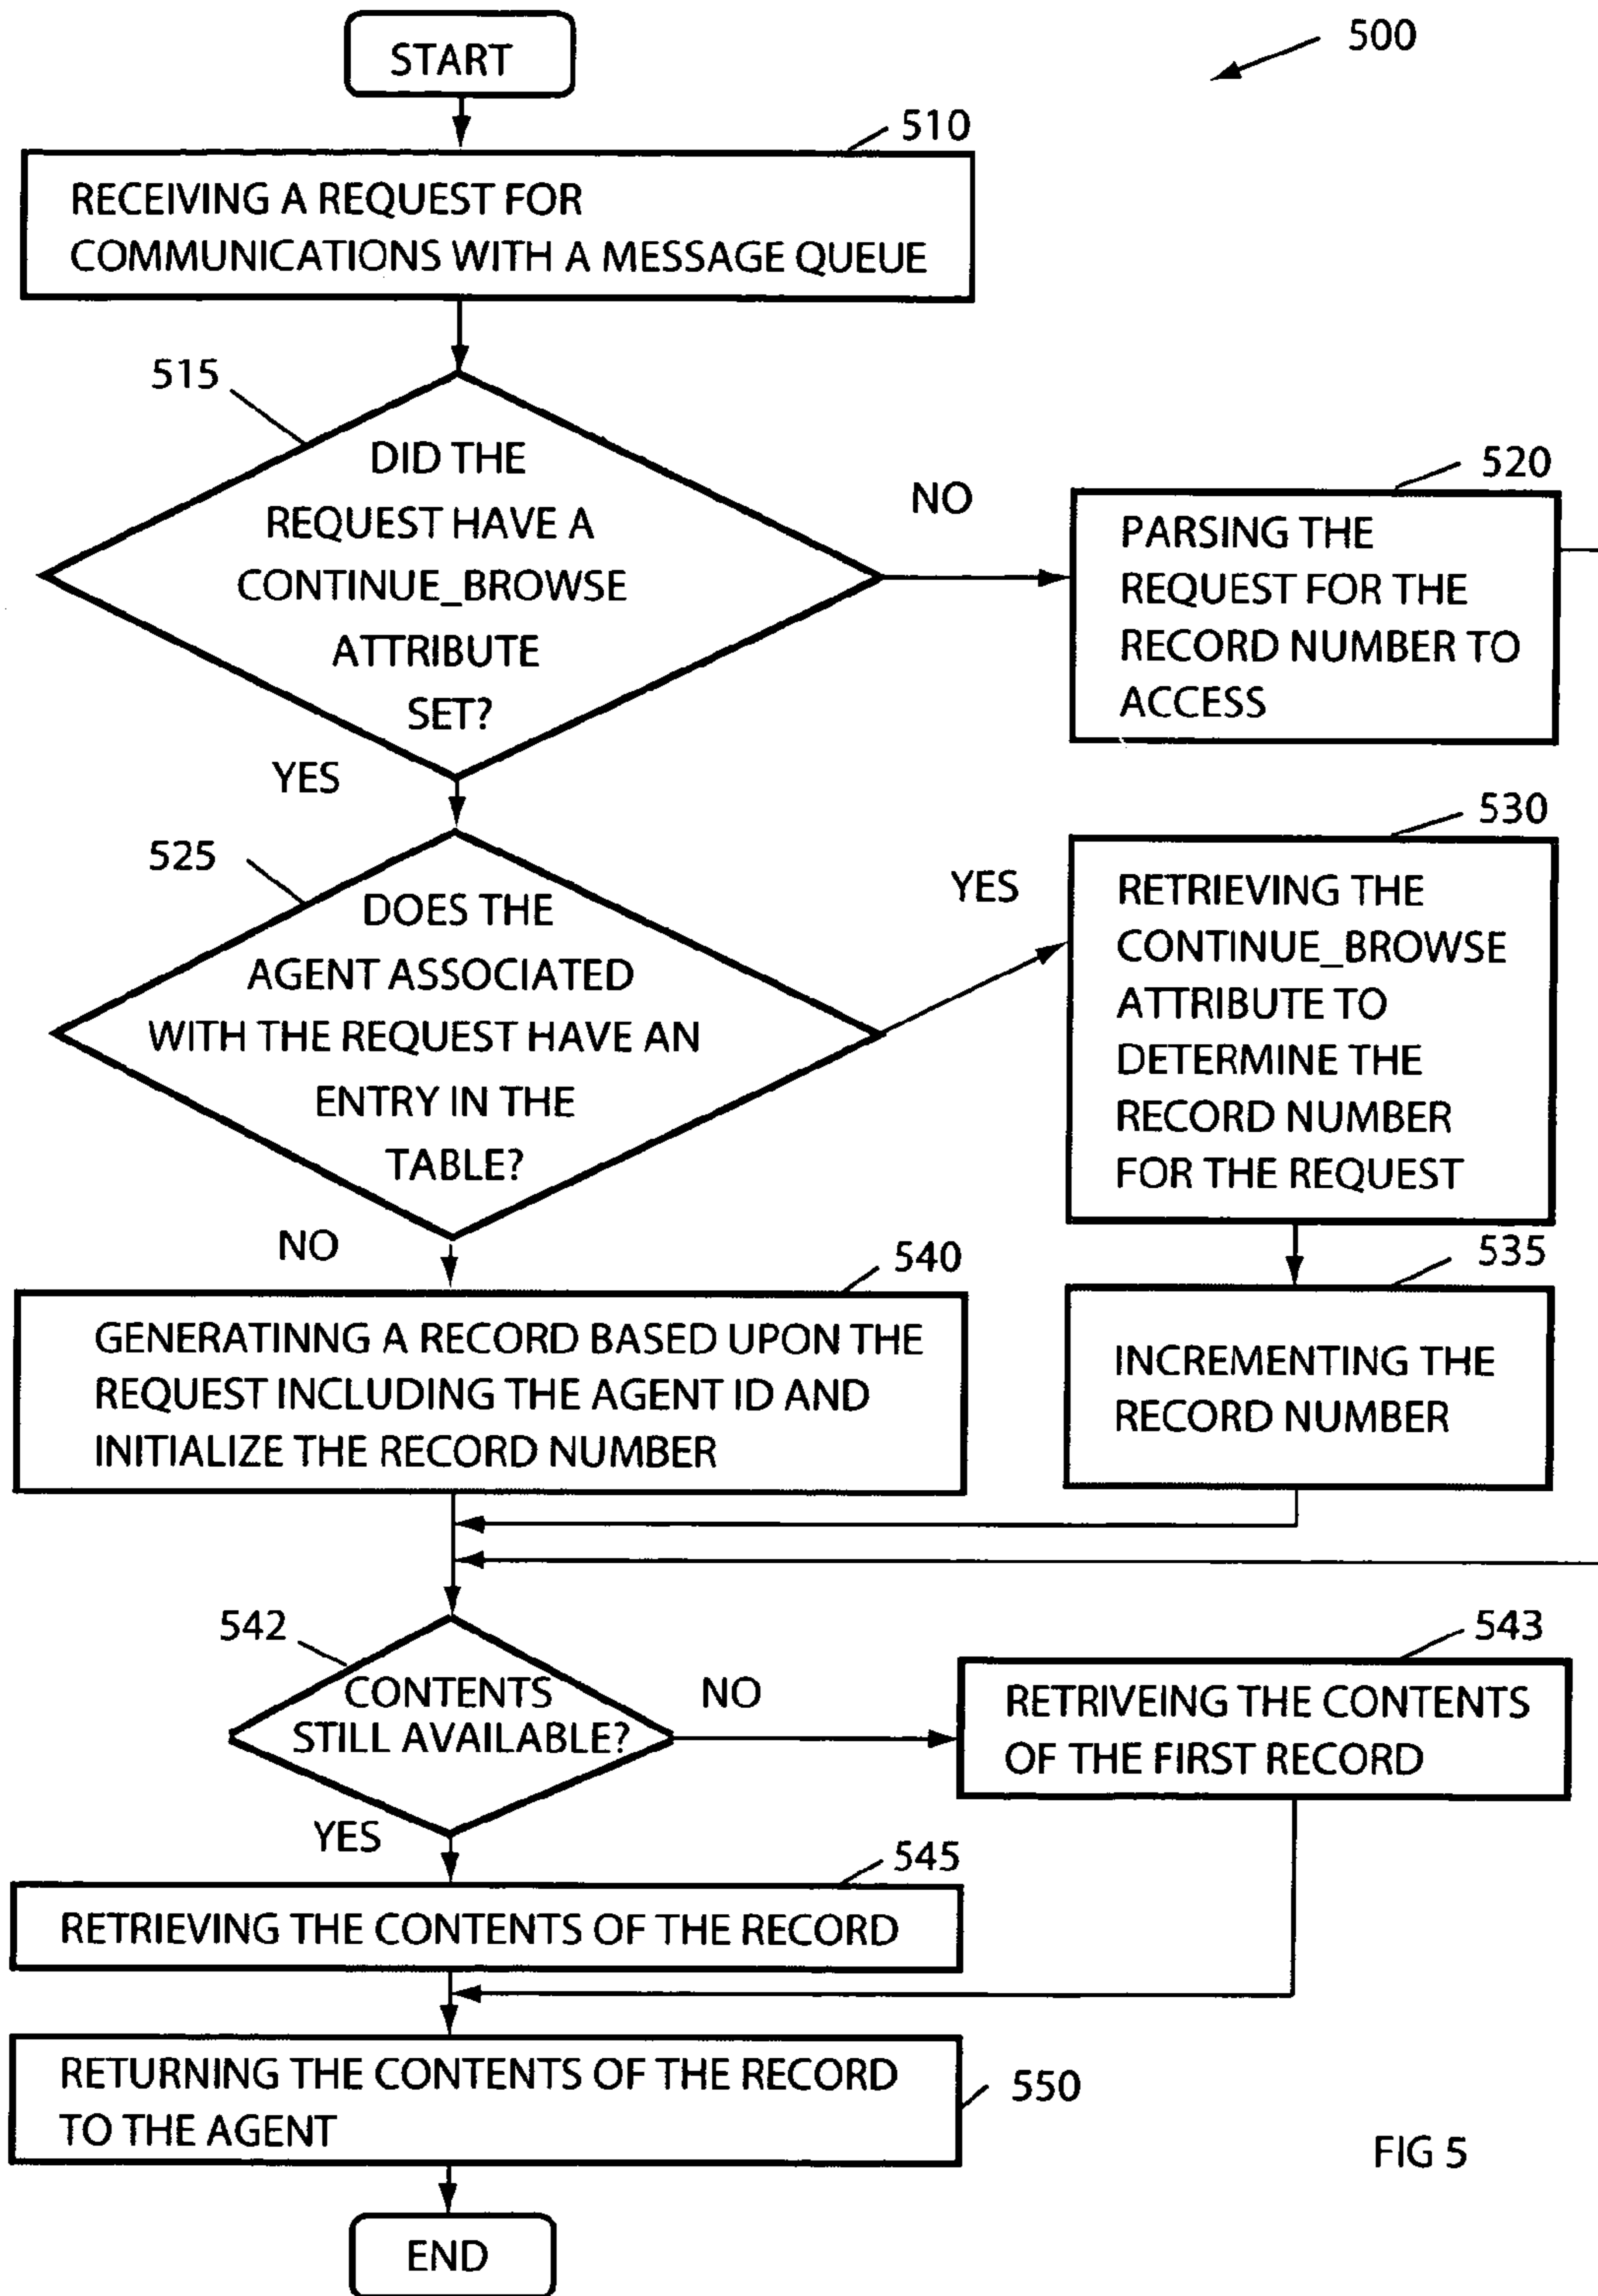 START
500
510
RECEIVING A REQUEST FOR
COMMUNICATIONS WITH A MESSAGE QUEUE
515
DID THE
REQUEST HAVE A
CONTINUE_BROWSE
ATTRIBUTE
SET?
NO
520
PARSING THE
REQUEST FOR THE
RECORD NUMBER TO
ACCESS
YES
525
DOES THE
AGENT ASSOCIATED
WITH THE REQUEST HAVE AN
ENTRY IN THE
TABLE?
YES
530
RETRIEVING THE
CONTINUE_BROWSE
ATTRIBUTE TO
DETERMINE THE
RECORD NUMBER
FOR THE REQUEST
NO
540
GENERATINNG A RECORD BASED UPON THE
REQUEST INCLUDING THE AGENT ID AND
INITIALIZE THE RECORD NUMBER
535
INCREMENTING THE
RECORD NUMBER
542
CONTENTS
STILL AVAILABLE?
NO
543
RETRIVEING THE CONTENTS
OF THE FIRST RECORD
YES
545
RETRIEVING THE CONTENTS OF THE RECORD
RETURNING THE CONTENTS OF THE RECORD
TO THE AGENT
550
FIG 5
END